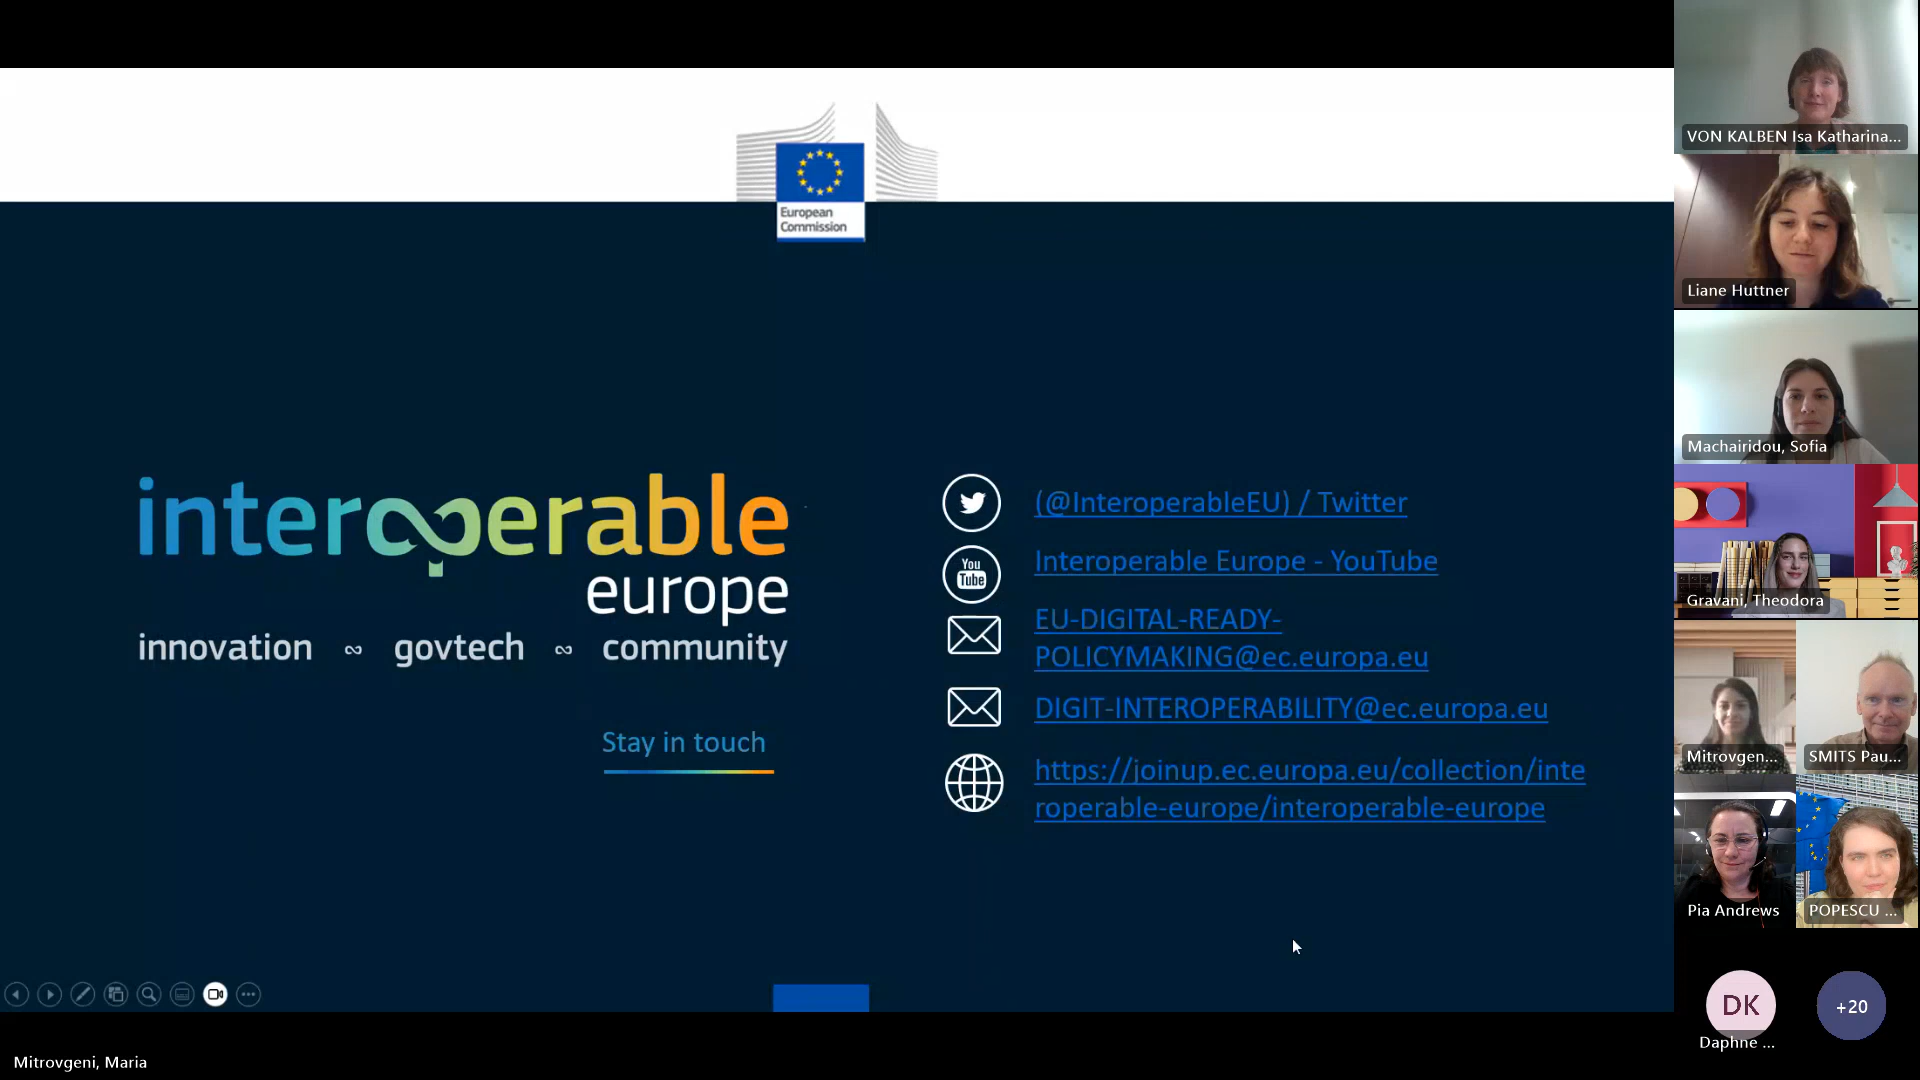 European
Commission
interoperable
europe
innovation ∞ govtech ∞ community
Stay in touch
(@InteroperableEU) / Twitter
You
Tube
Interoperable Europe - YouTube
EU-DIGITAL-READY-
POLICYMAKING@ec.europa.eu
DIGIT-INTEROPERABILITY@ec.europa.eu
https://joinup.ec.europa.eu/collection/inte
roperable-europe/interoperable-europe
Mitrovgeni, Maria
VON KALBEN Isa Katharina...
Liane Huttner
Machairidou, Sofia
Gravani, Theodora
Mitrovgen...
SMITS Pau...
Pia Andrews
POPESCU ...
DK
+20
Daphne ...